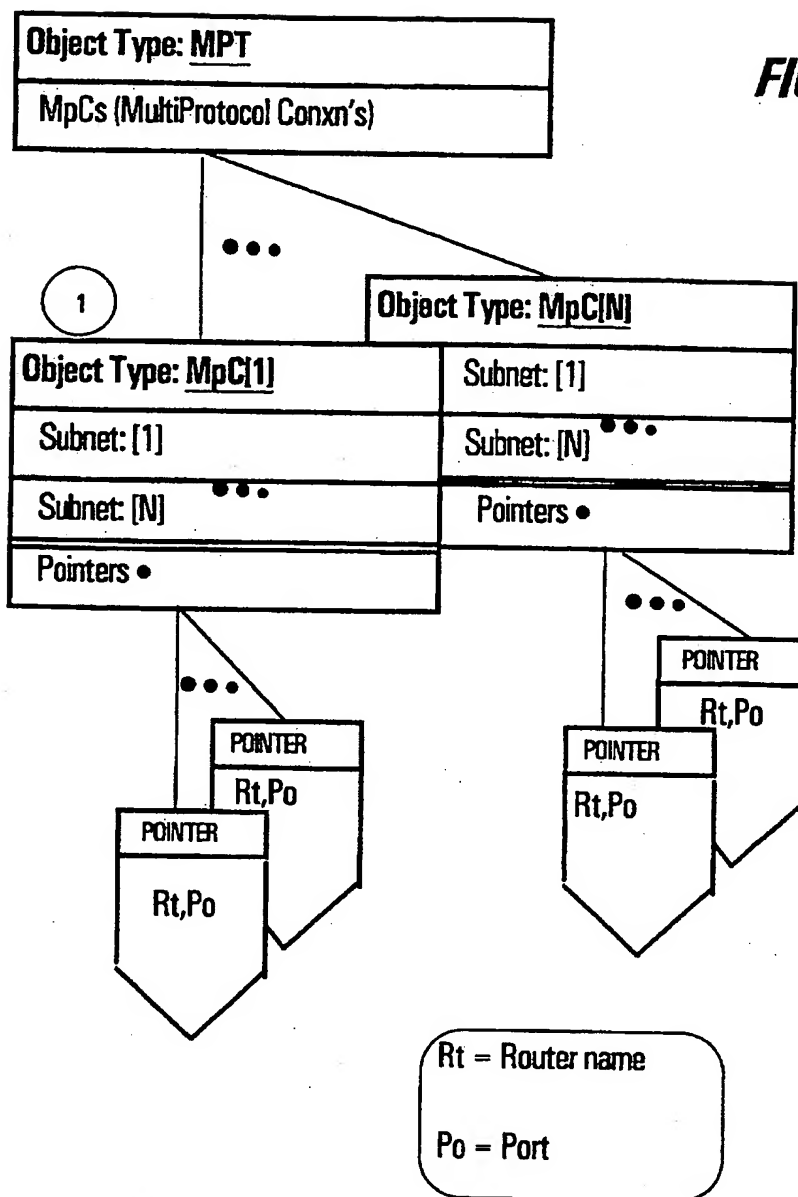 Object Type: MPT
MpCs (MultiProtocol Conxn's)
1
Object Type: MpC[N]
Subnet: [1]
Subnet: [N]
Pointers
Object Type: MpC[1]
Subnet: [1]
Subnet: [N]
Pointers
POINTER
Rt,Po
POINTER
Rt,Po
POINTER
Rt,Po
POINTER
Rt,Po
Rt = Router name
Po = Port